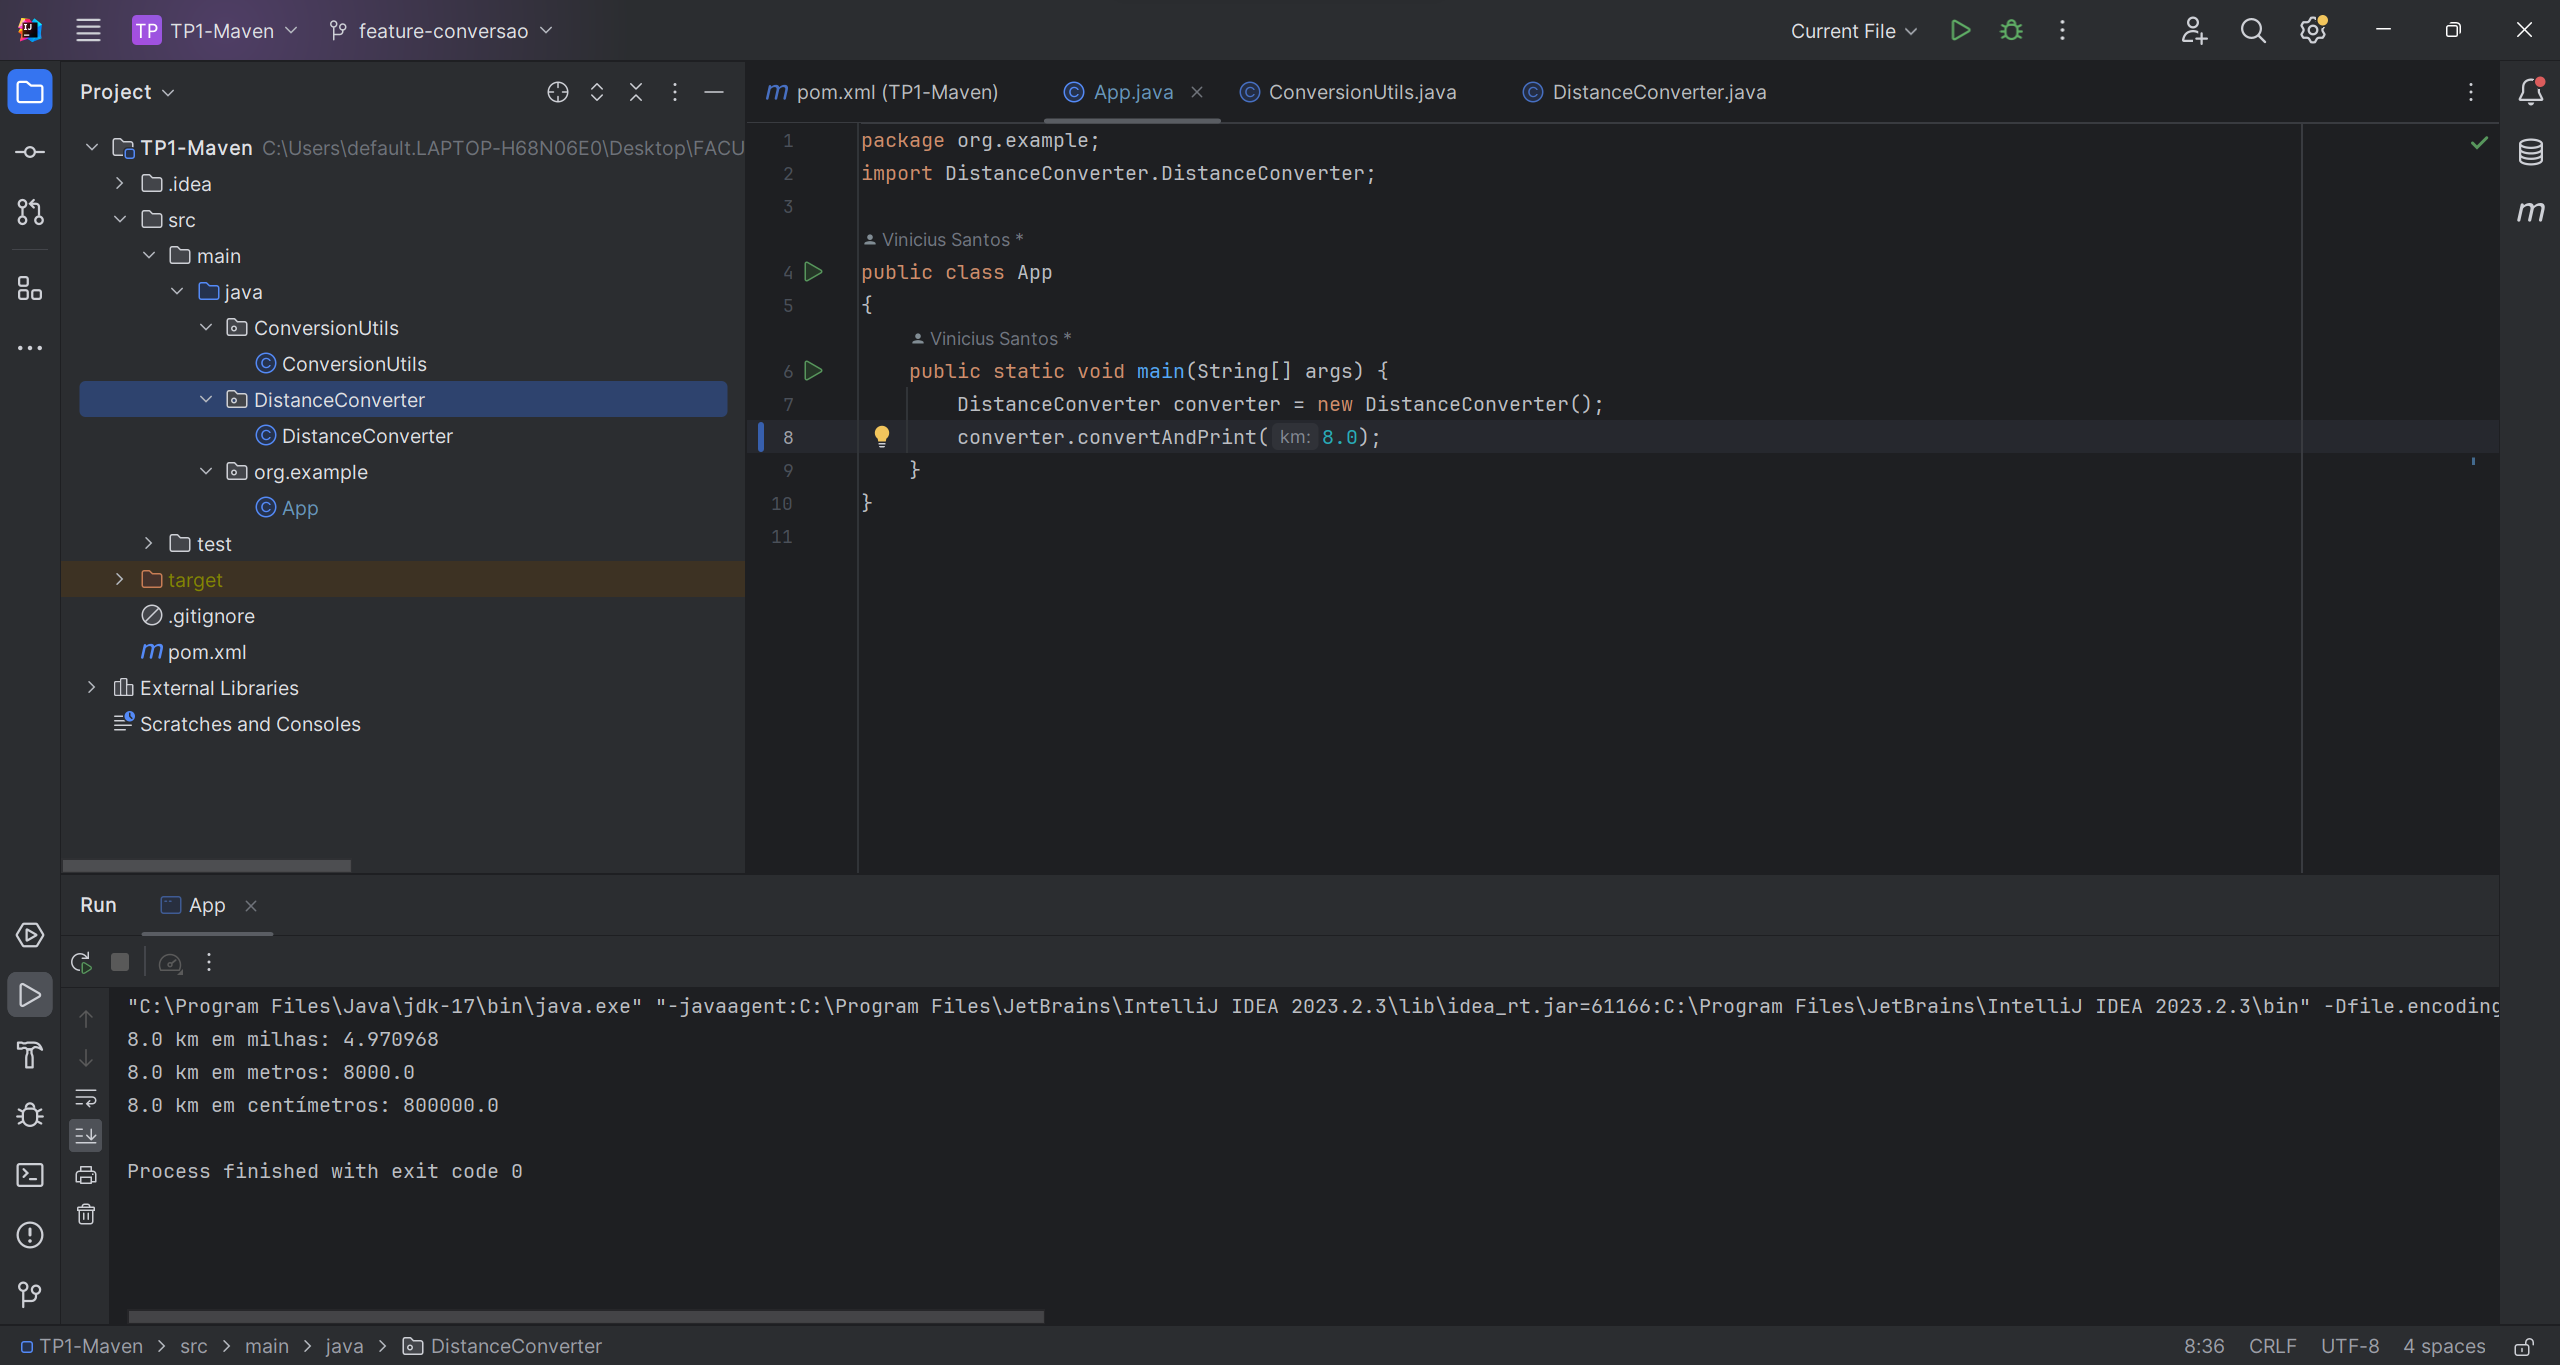 TP TP1-Maven feature-conversao Current File
Project
pom.xml (TP1-Maven) App.java ConversionUtils.java DistanceConverter.java
TP1-Maven C:\Users\default.LAPTOP-H68N06E0\Desktop\FACU
.idea
src
main
java
ConversionUtils
ConversionUtils
DistanceConverter
DistanceConverter
org.example
App
test
target
.gitignore
pom.xml
External Libraries
Scratches and Consoles
1 package org.example;
2 import DistanceConverter.DistanceConverter;
3
Vinicius Santos *
4 public class App
5 {
Vinicius Santos *
6 public static void main(String[] args) {
7 DistanceConverter converter = new DistanceConverter();
8 converter.convertAndPrint( km: 8.0);
9 }
10 }
11
Run App
"C:\Program Files\Java\jdk-17\bin\java.exe" "-javaagent:C:\Program Files\JetBrains\IntelliJ IDEA 2023.2.3\lib\idea_rt.jar=61166:C:\Program Files\JetBrains\IntelliJ IDEA 2023.2.3\bin" -Dfile.encoding
8.0 km em milhas: 4.970968
8.0 km em metros: 8000.0
8.0 km em centímetros: 800000.0
Process finished with exit code 0
TP1-Maven > src > main > java > DistanceConverter 8:36 CRLF UTF-8 4 spaces